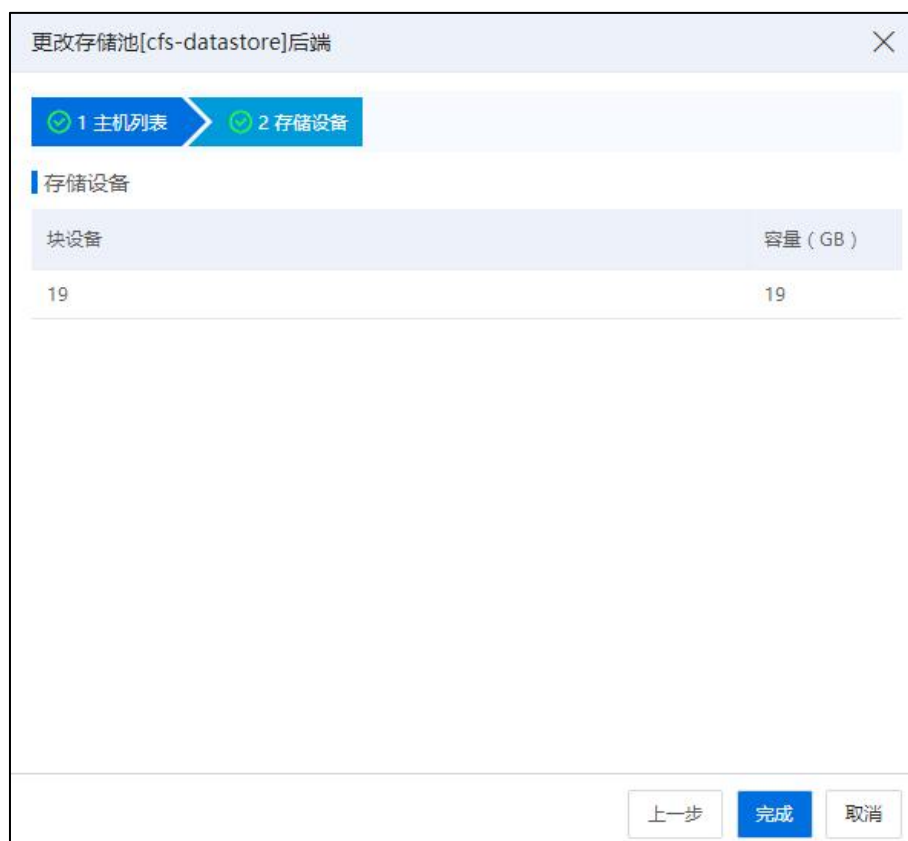 更改存储池[cfs-datastore]后端
1 主机列表 2 存储设备
存储设备
块设备 容量（GB）
19 19
上一步 完成 取消